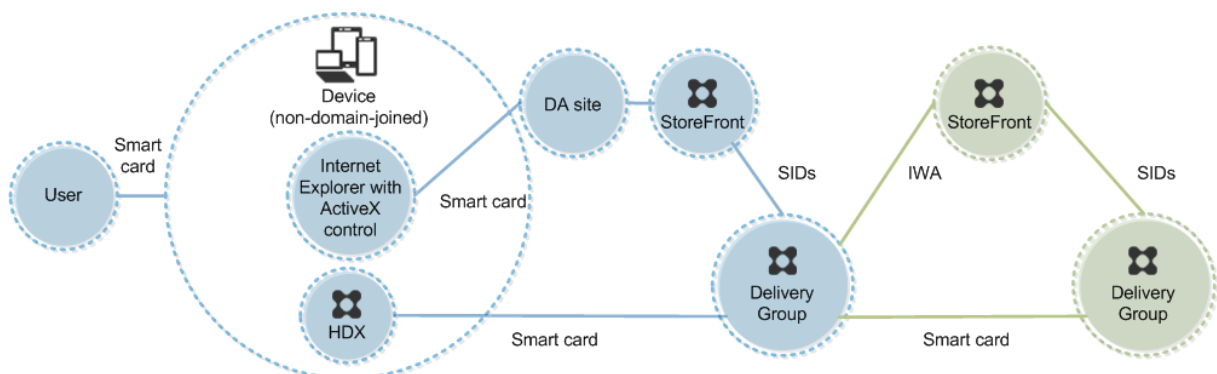 Device
(non-domain-joined)
DA site
StoreFront
StoreFront
Smart
card
User
Internet
Explorer with
ActiveX
control
Smart card
SIDs
IWA
SIDs
HDX
Smart card
Delivery
Group
Smart card
Delivery
Group